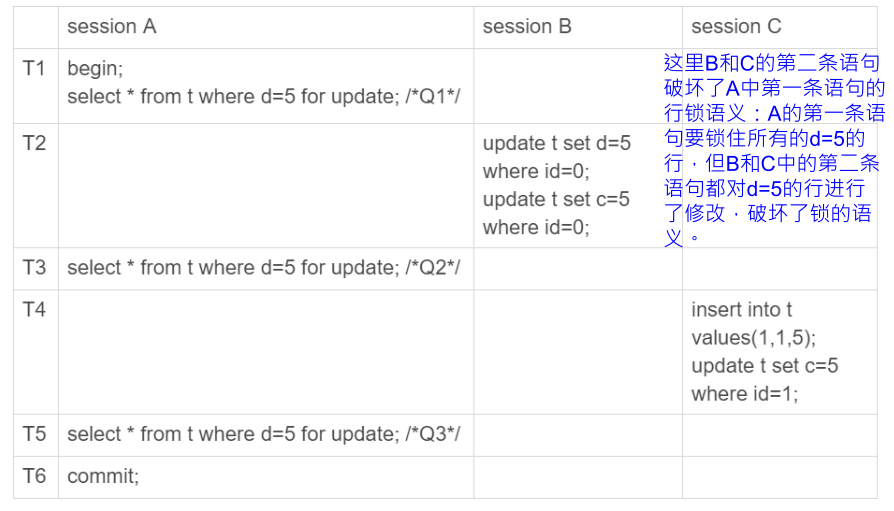 session A
session B
session C
T1
begin;
select * from t where d=5 for update; /*Q1*/
这里B和C的第二条语句
破坏了A中第一条语句的
行锁语义：A的第一条语
句要锁住所有的d=5的
行，但B和C中的第二条
语句都对d=5的行进行
了修改，破坏了锁的语
义。
T2
update t set d=5
where id=0;
update t set c=5
where id=0;
T3
select * from t where d=5 for update; /*Q2*/
T4
insert into t
values(1,1,5);
update t set c=5
where id=1;
T5
select * from t where d=5 for update; /*Q3*/
T6
commit;